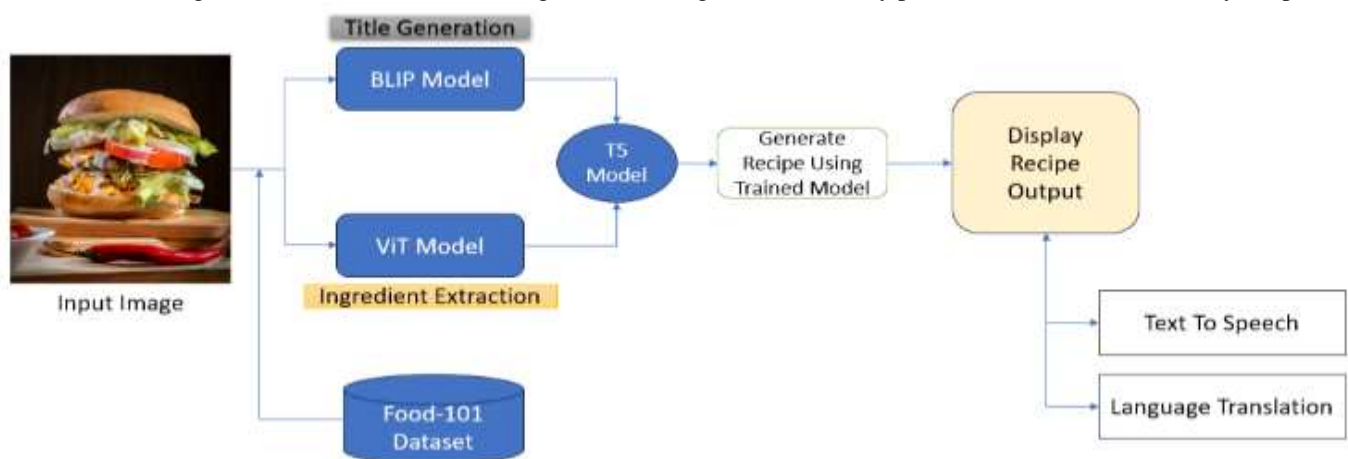 Title Generation
BLIP Model
T5
Model
Generate
Recipe Using
Trained Model
Display
Recipe
Output
ViT Model
Ingredient Extraction
Input Image
Food-101
Dataset
Text To Speech
Language Translation